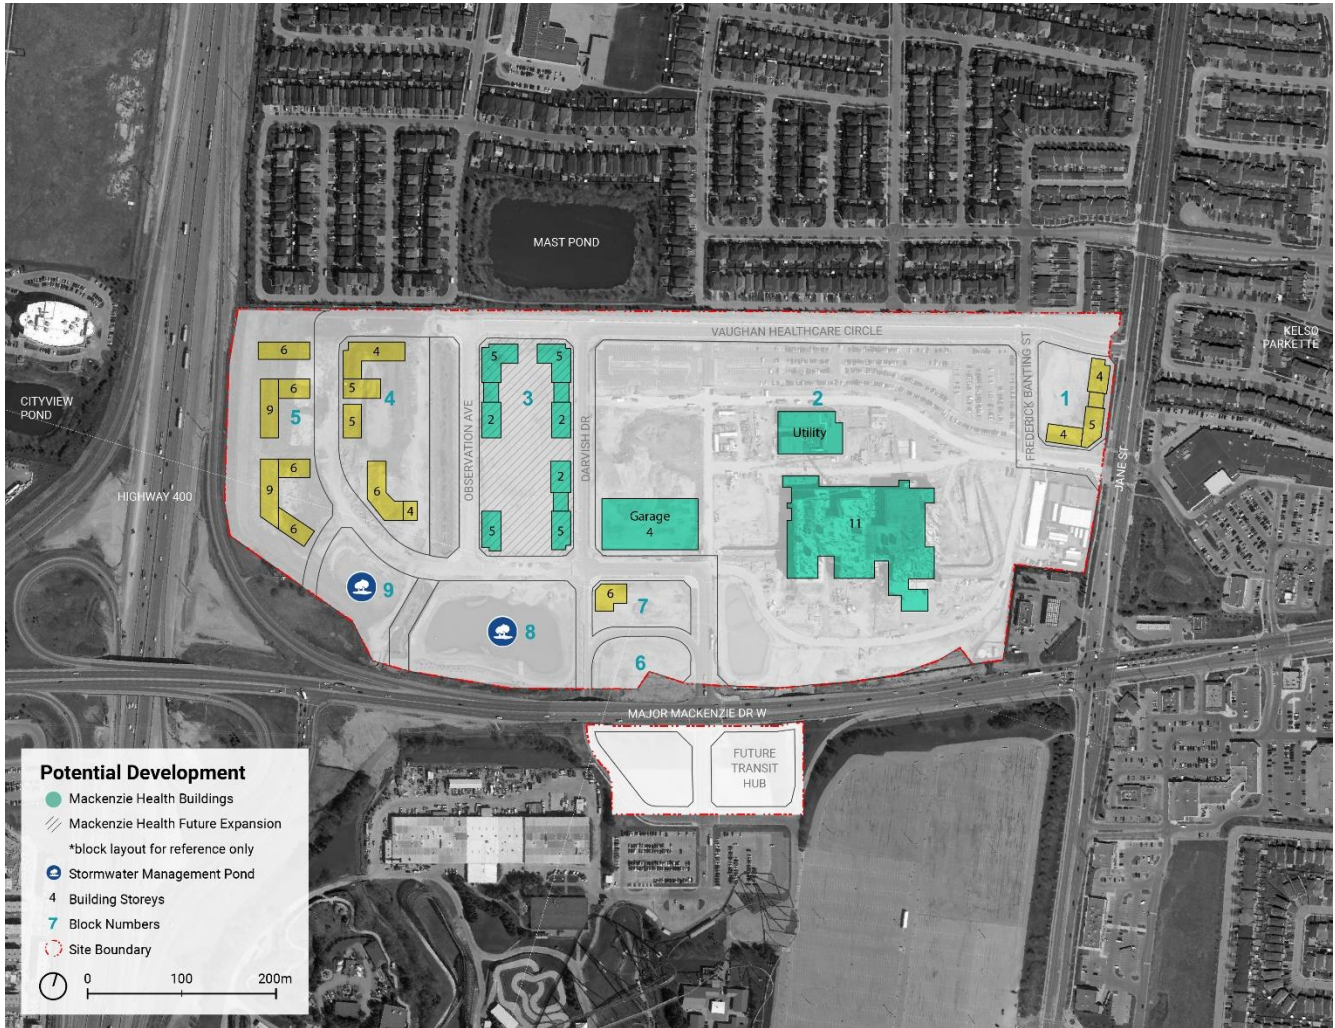 MAST POND
KELSO
PARKETTE
VAUGHAN HEALTHCARE CIRCLE
FREDERICK BANTING ST
CITYVIEW
POND
HIGHWAY 400
OBSERVATION AVE
DARVISH DR
JANE ST
6
6
9
5
6
9
6
4
5
4
5
6
4
5
5
3
2
2
2
5
5
2
Utility
Garage
4
11
4
1
5
4
9
8
6
7
6
MAJOR MACKENZIE DR W
FUTURE
TRANSIT
HUB
Potential Development
Mackenzie Health Buildings
Mackenzie Health Future Expansion
*block layout for reference only
Stormwater Management Pond
4 Building Storeys
7 Block Numbers
Site Boundary
0 100 200m